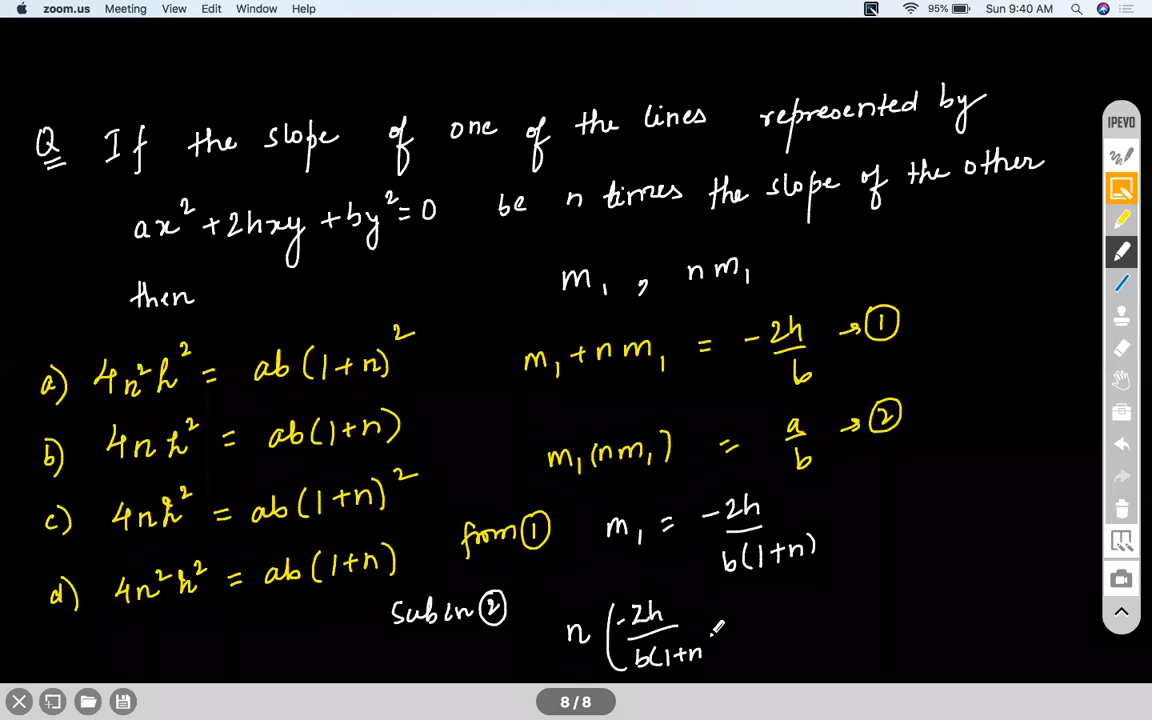 zoom.us Meeting View Edit Window Help 95% Sun 9:40 AM
Q If the slope of one of the lines represented by
ax²+2hxy+by²=0 be n times the slope of the other
then
m₁, nm₁
a) 4n²h² = ab(1+n)²
b) 4nh² = ab(1+n)
c) 4nh² = ab(1+n)²
d) 4n²h² = ab(1+n)
m₁+nm₁ = -2h/b → ①
m₁(nm₁) = a/b → ②
from ① m₁ = -2h/b(1+n)
Sub in ② n(-2h/b(1+n
IPEVO
8 / 8